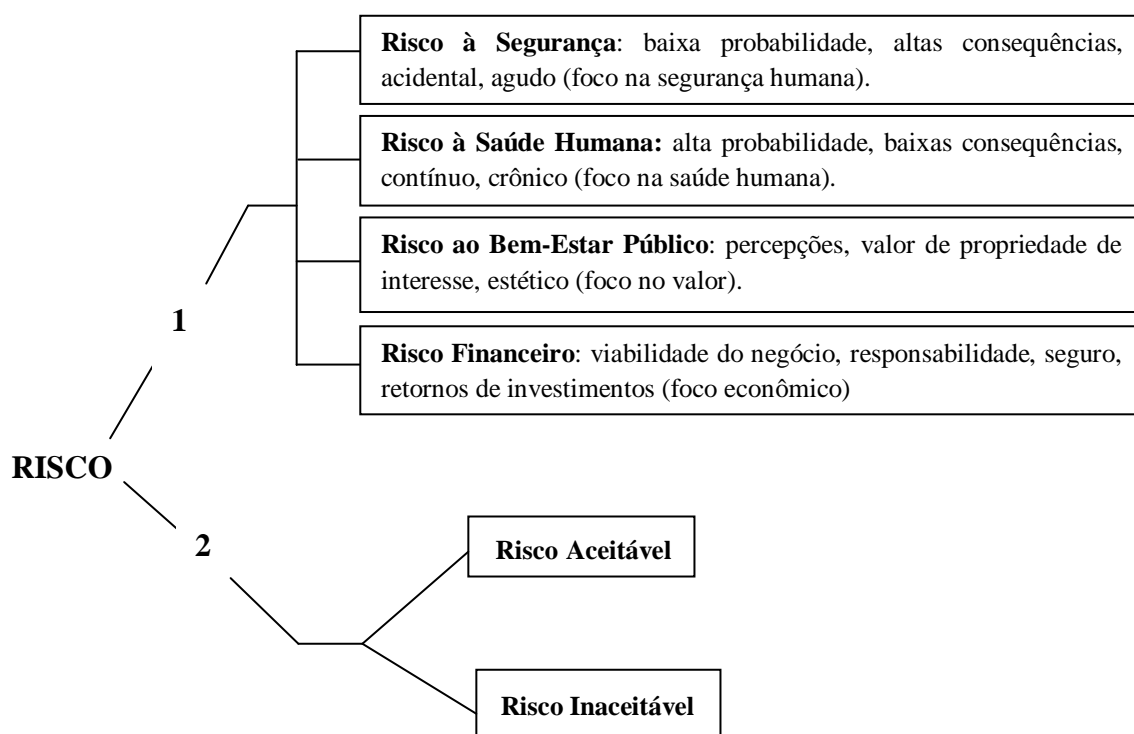 Risco à Segurança: baixa probabilidade, altas consequências,
acidental, agudo (foco na segurança humana).
Risco à Saúde Humana: alta probabilidade, baixas consequências,
contínuo, crônico (foco na saúde humana).
Risco ao Bem-Estar Público: percepções, valor de propriedade de
interesse, estético (foco no valor).
1
Risco Financeiro: viabilidade do negócio, responsabilidade, seguro,
retornos de investimentos (foco econômico)
RISCO
2
Risco Aceitável
Risco Inaceitável